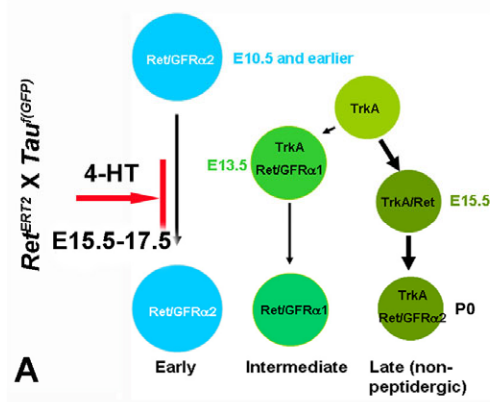 Ret/GFRα2
E10.5 and earlier
TrkA
TrkA
Ret/GFRα1
E13.5
4-HT
TrkA/Ret
E15.5
E15.5-17.5
Ret^ERT2 X Tau^f(GFP)
Ret/GFRα2
Ret/GFRα1
TrkA
Ret/GFRα2
P0
A
Early
Intermediate
Late (non-
peptidergic)